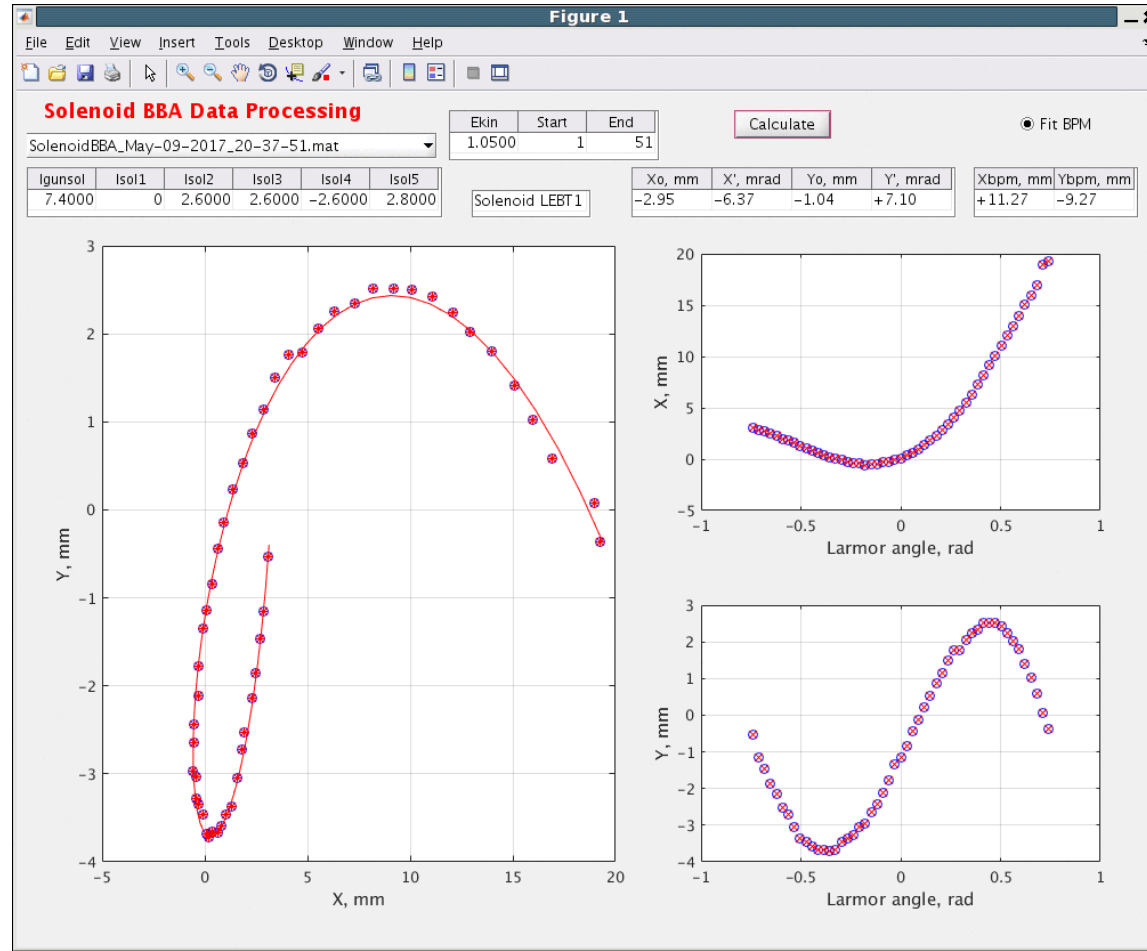 Figure 1
File Edit View Insert Tools Desktop Window Help
Solenoid BBA Data Processing
SolenoidBBA_May-09-2017_20-37-51.mat
Ekin Start End
1.0500 1 51
Calculate
Fit BPM
Igunsol Isol1 Isol2 Isol3 Isol4 Isol5
7.4000 0 2.6000 2.6000 -2.6000 2.8000
Solenoid LEBT1
Xo, mm X', mrad Yo, mm Y', mrad
-2.95 -6.37 -1.04 +7.10
Xbpm, mm Ybpm, mm
+11.27 -9.27
3
2
1
0
-1
-2
-3
-4
Y, mm
-5 0 5 10 15 20
X, mm
20
15
10
5
0
-5
X, mm
-1 -0.5 0 0.5 1
Larmor angle, rad
3
2
1
0
-1
-2
-3
-4
Y, mm
-1 -0.5 0 0.5 1
Larmor angle, rad